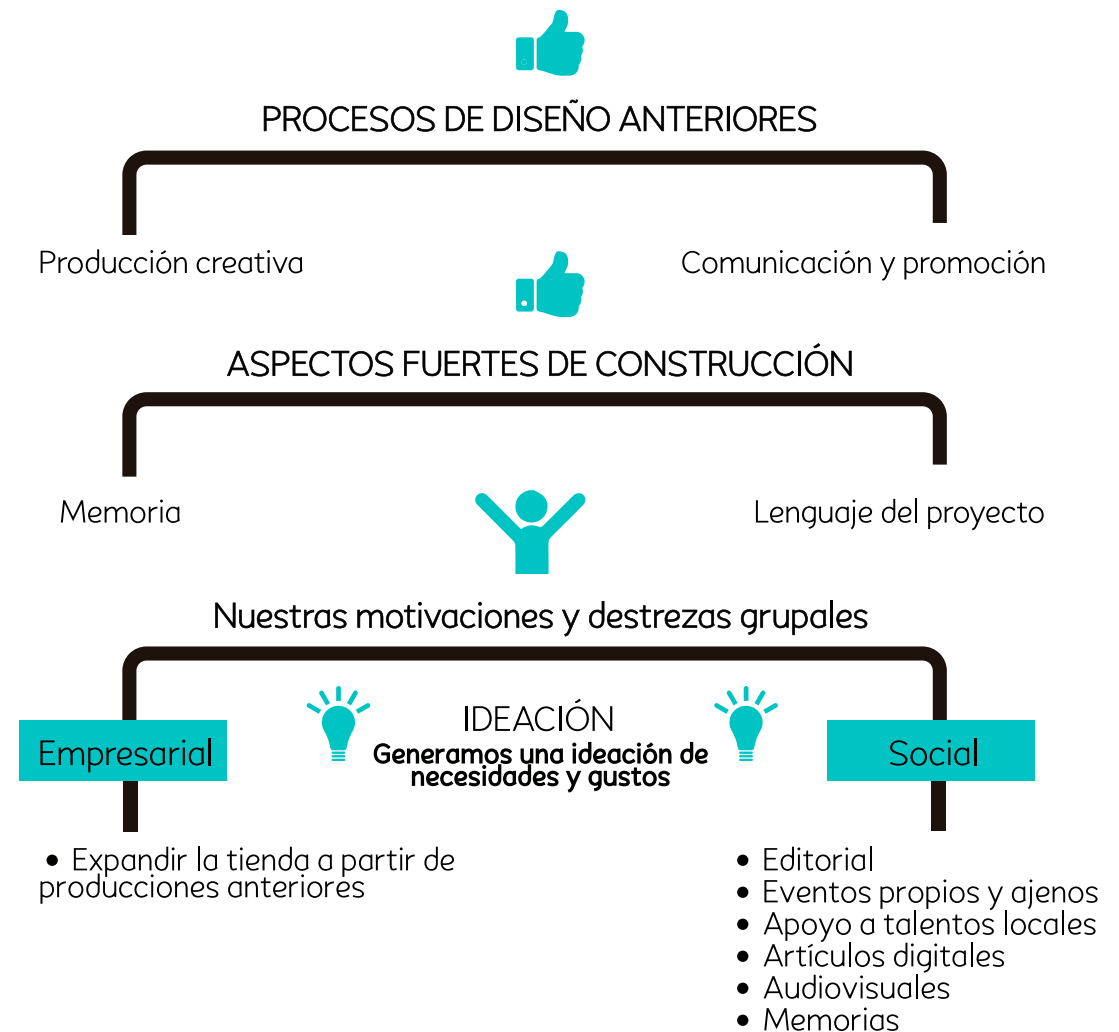 PROCESOS DE DISEÑO ANTERIORES
Producción creativa
Comunicación y promoción
ASPECTOS FUERTES DE CONSTRUCCIÓN
Memoria
Lenguaje del proyecto
Nuestras motivaciones y destrezas grupales
IDEACIÓN
Generamos una ideación de
necesidades y gustos
Empresarial
Social
• Expandir la tienda a partir de
producciones anteriores
• Editorial
• Eventos propios y ajenos
• Apoyo a talentos locales
• Artículos digitales
• Audiovisuales
• Memorias